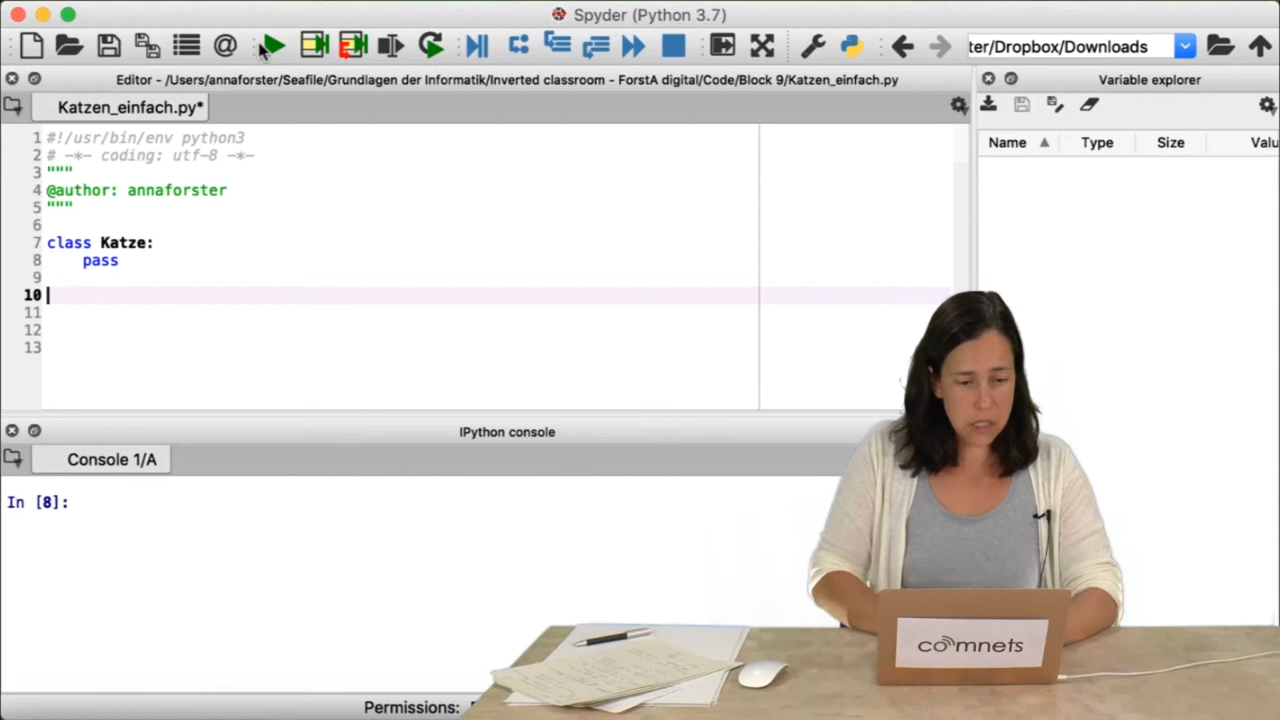 Spyder (Python 3.7)
ter/Dropbox/Downloads
Editor - /Users/annaforster/Seafile/Grundlagen der Informatik/Inverted classroom - ForstA digital/Code/Block 9/Katzen_einfach.py
Variable explorer
Katzen_einfach.py*
Name Type Size Valu
1 #!/usr/bin/env python3
2 # -*- coding: utf-8 -*-
3 """
4 @author: annaforster
5 """
6
7 class Katze:
8 pass
9
10
11
12
13
IPython console
Console 1/A
In [8]:
Permissions:
comnets